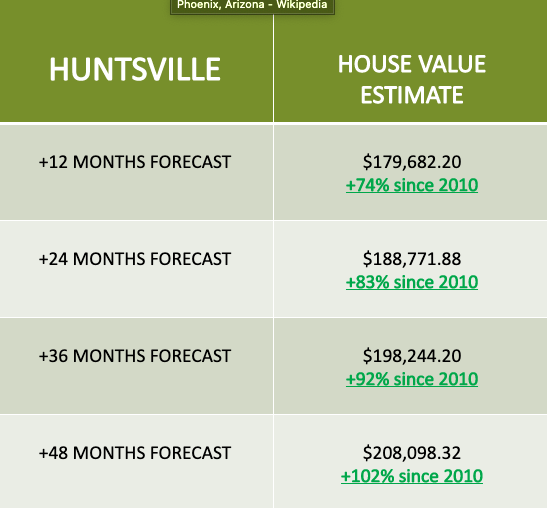 Phoenix, Arizona - Wikipedia
HUNTSVILLE
HOUSE VALUE
ESTIMATE
+12 MONTHS FORECAST
$179,682.20
+74% since 2010
+24 MONTHS FORECAST
$188,771.88
+83% since 2010
+36 MONTHS FORECAST
$198,244.20
+92% since 2010
+48 MONTHS FORECAST
$208,098.32
+102% since 2010